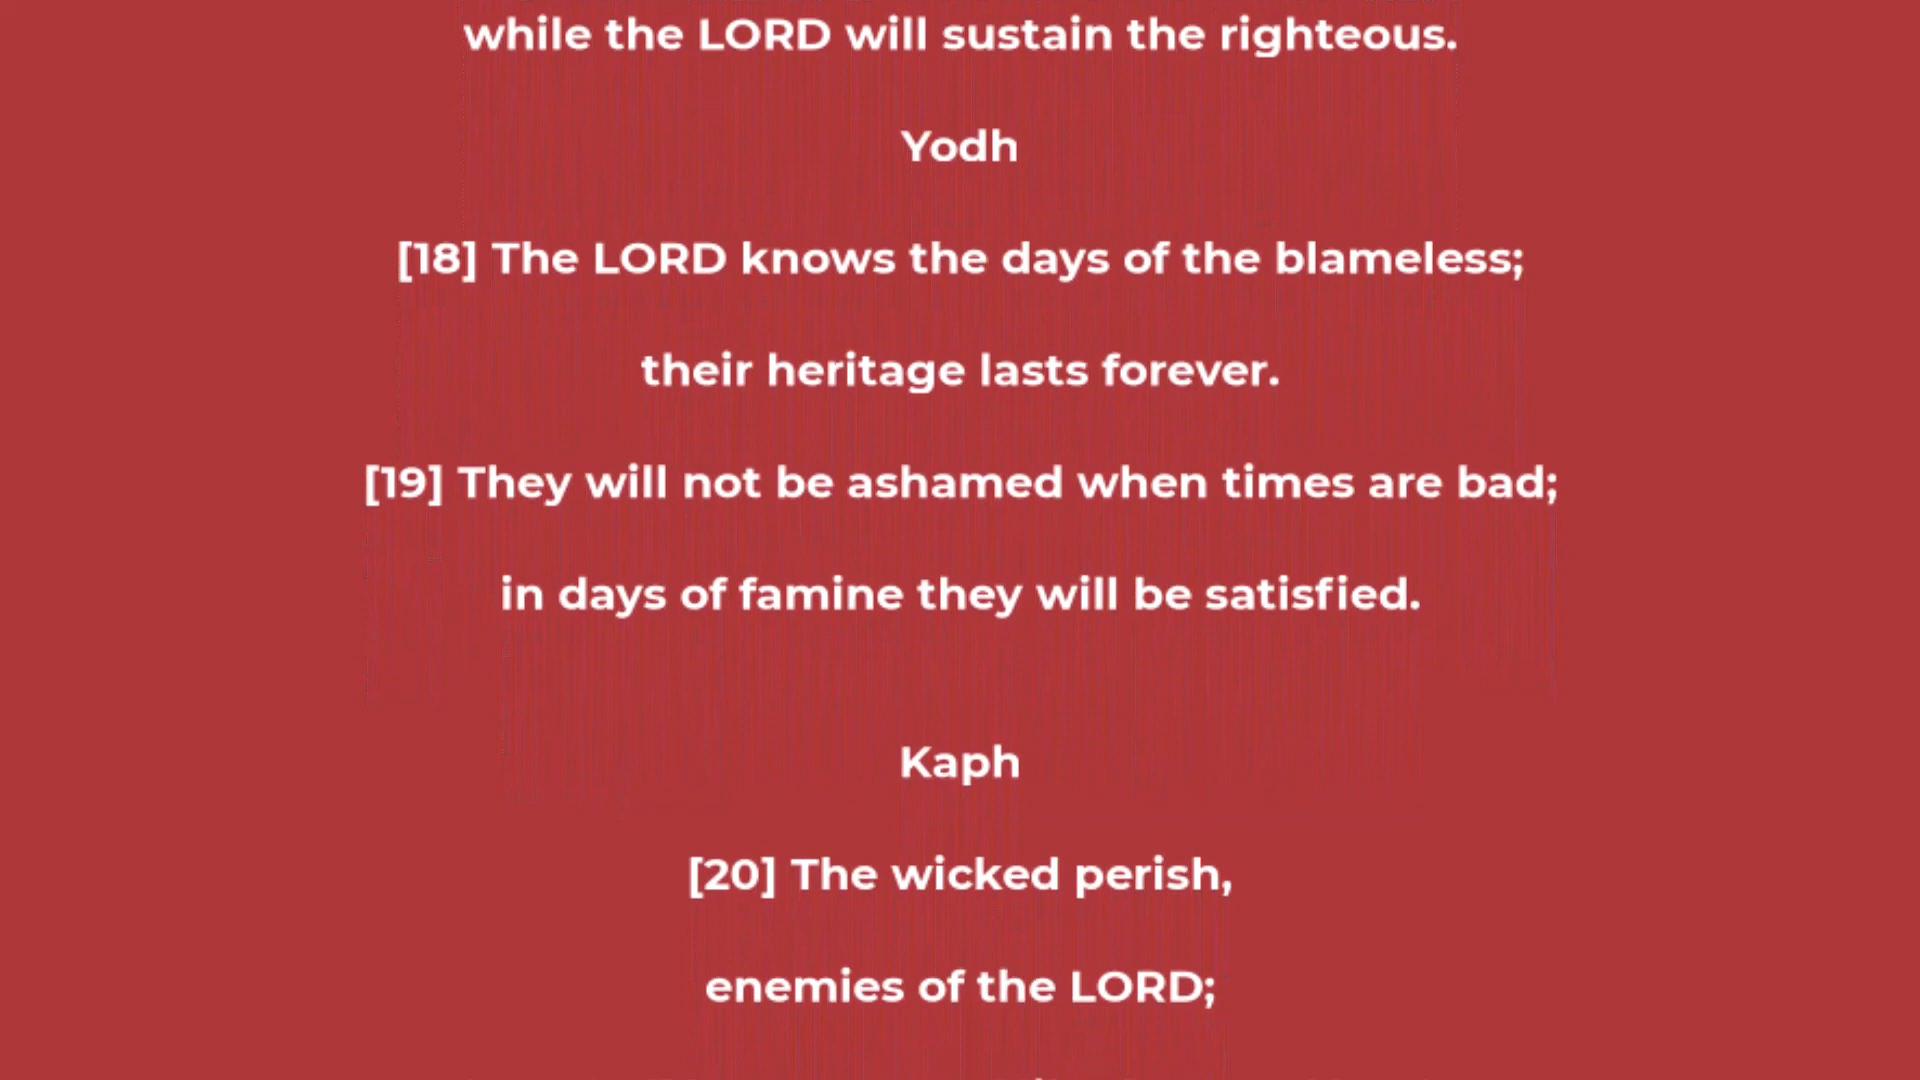 while the LORD will sustain the righteous.
Yodh
[18] The LORD knows the days of the blameless;
their heritage lasts forever.
[19] They will not be ashamed when times are bad;
in days of famine they will be satisfied.
Kaph
[20] The wicked perish,
enemies of the LORD;